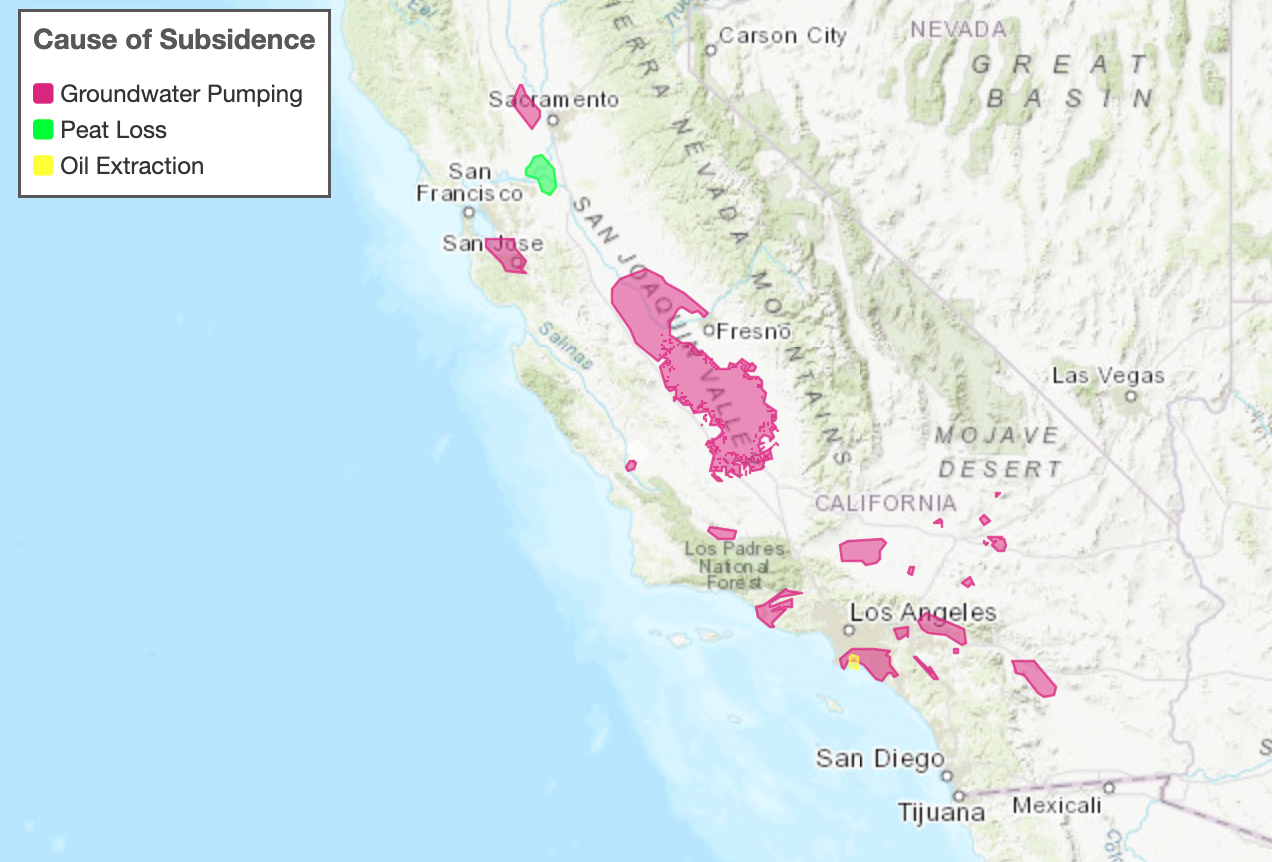 Cause of Subsidence
Groundwater Pumping
Peat Loss
Oil Extraction
Eel
Carson City
NEVADA
GREAT
BASIN
Sacramento
SIERRA NEVADA MOUNTAINS
San
Francisco
San Jose
SAN JOAQUIN VALLEY
Salinas
Fresno
Las Vegas
MOJAVE
DESERT
CALIFORNIA
Los Padres
National
Forest
Los Angeles
San Diego
Tijuana
Mexicali